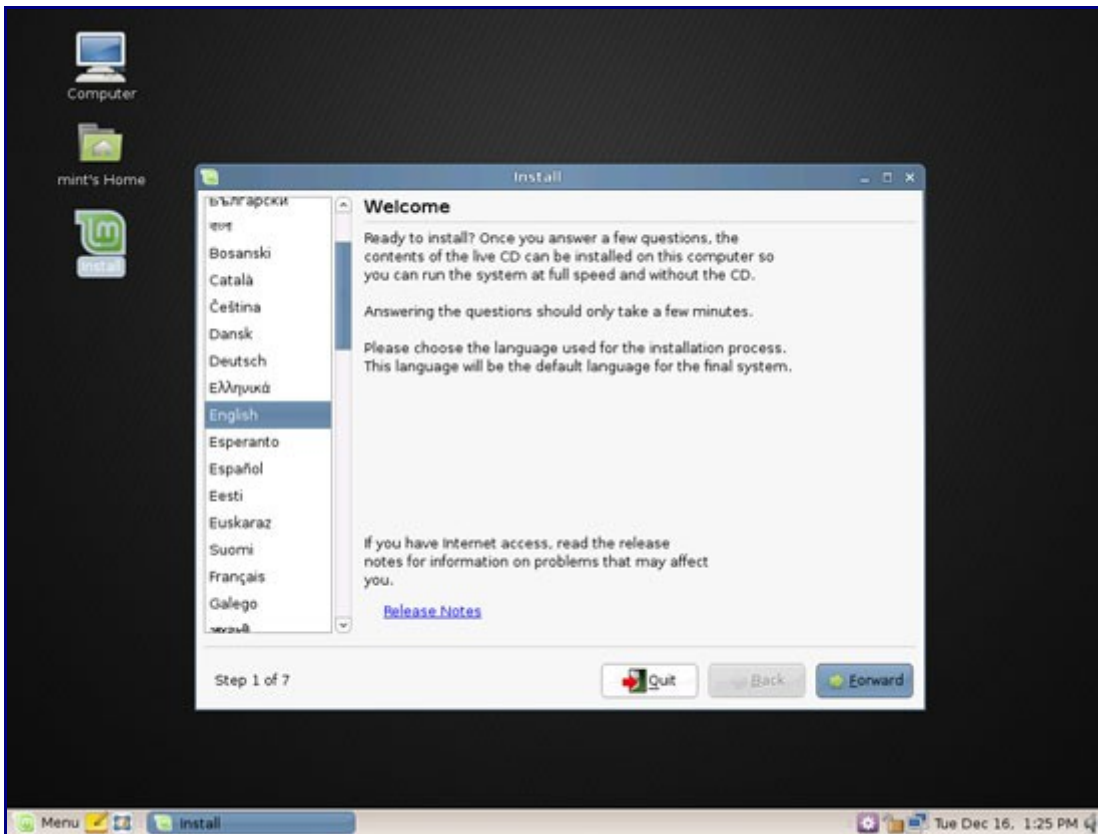 Computer
mint's Home
Install
Install
Български
বাংলা
Bosanski
Català
Čeština
Dansk
Deutsch
Ελληνικά
English
Esperanto
Español
Eesti
Euskaraz
Suomi
Français
Galego
Welcome
Ready to install? Once you answer a few questions, the
contents of the live CD can be installed on this computer so
you can run the system at full speed and without the CD.
Answering the questions should only take a few minutes.
Please choose the language used for the installation process.
This language will be the default language for the final system.
If you have Internet access, read the release
notes for information on problems that may affect
you.
Release Notes
Step 1 of 7
Quit
Back
Forward
Menu
Install
Tue Dec 16, 1:25 PM